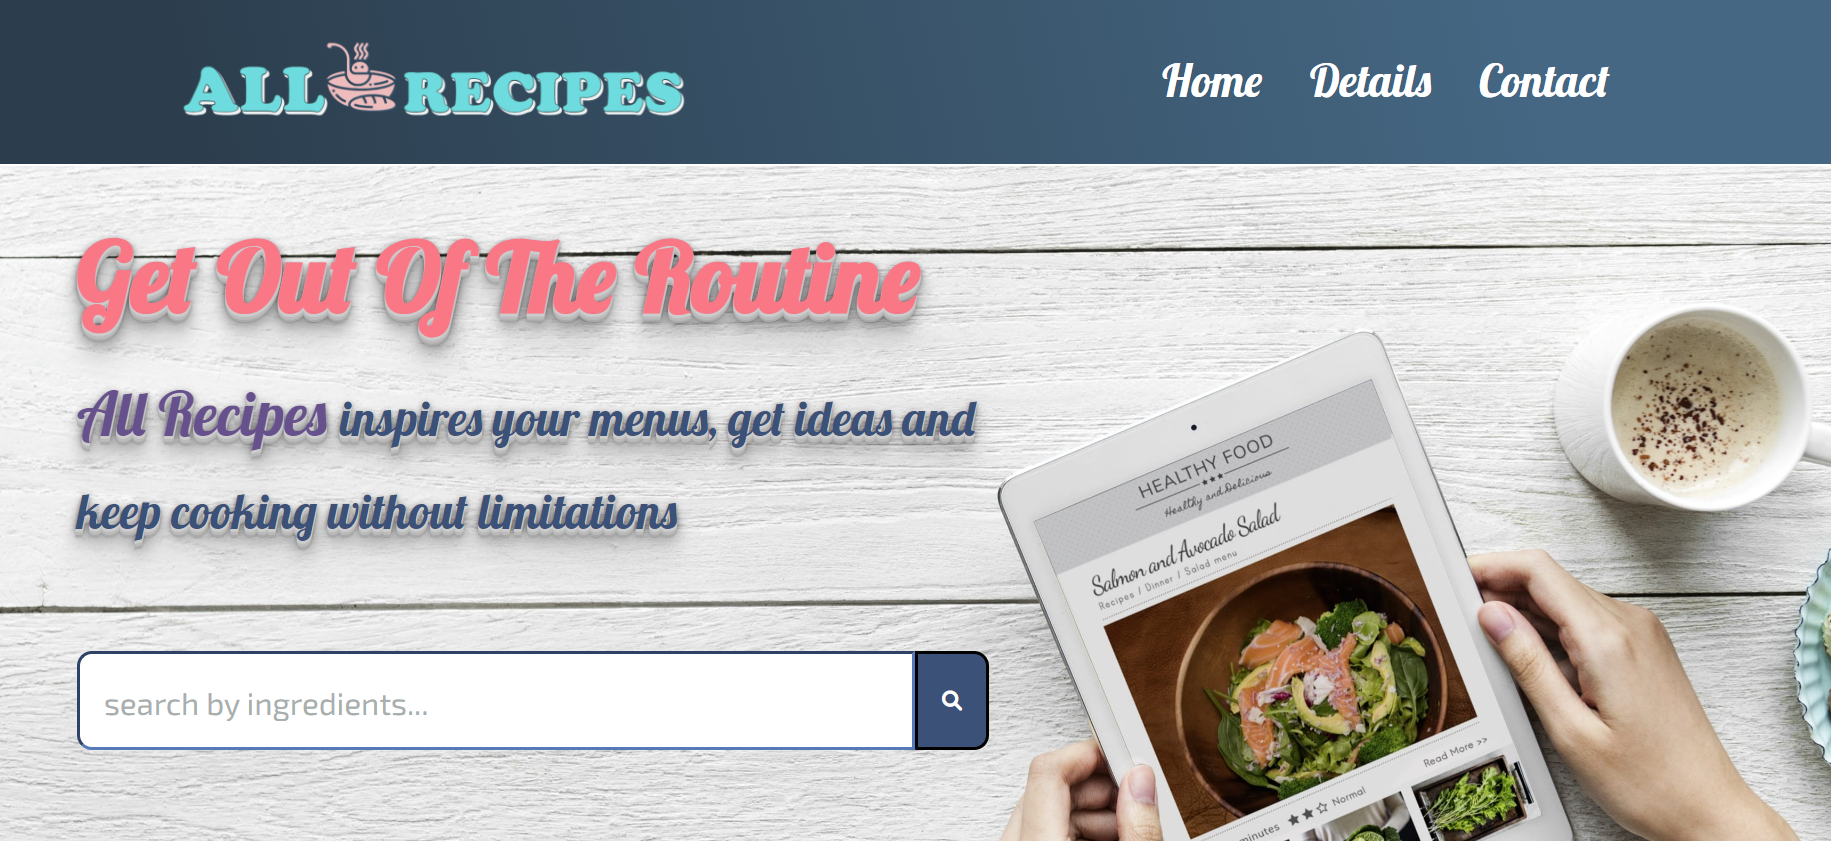 ALL RECIPES
Home Details Contact
Get Out Of The Routine
All Recipes inspires your menus, get ideas and
keep cooking without limitations
search by ingredients...
HEALTHY FOOD
Healthy and Delicious
Salmon and Avocado Salad
Recipes / Dinner / Salad menu
Read More >>
minutes ★★☆ Normal